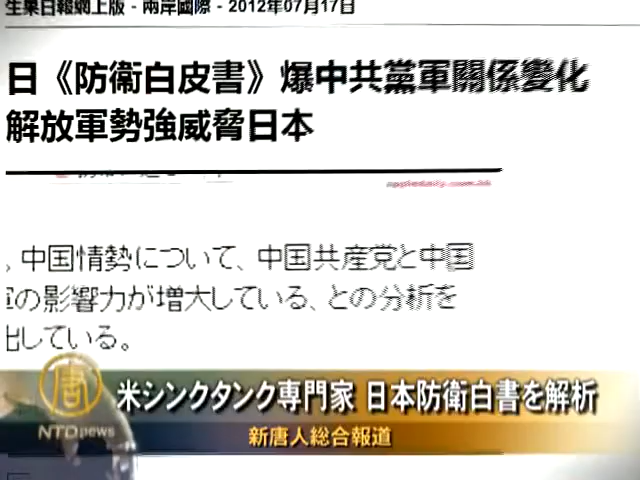 生果日報網上版 - 兩岸國際 - 2012年07月17日
日《防衛白皮書》爆中共黨軍關係變化
解放軍勢強威脅日本
appledaily.com.hk
, 中国情勢について、中国共産党と中国
の影響力が増大している、との分析を
出している。
唐
米シンクタンク専門家 日本防衛白書を解析
NTDnews
新唐人総合報道